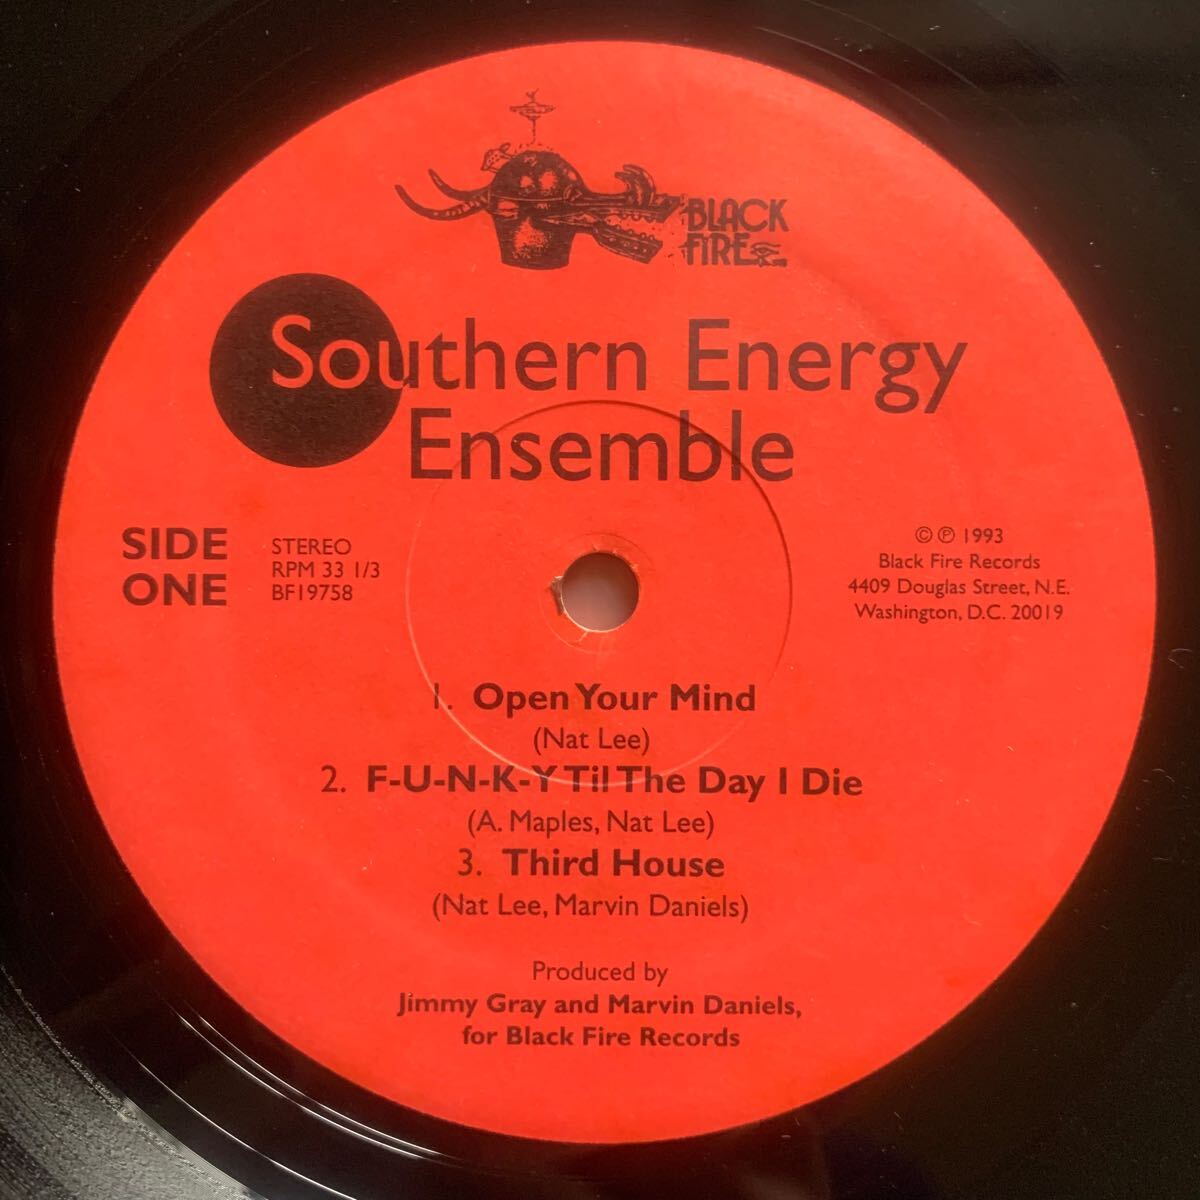 BLACK
FIRE
Southern Energy
Ensemble
SIDE
ONE
STEREO
RPM 33 1/3
BF19758
© ℗ 1993
Black Fire Records
4409 Douglas Street, N.E.
Washington, D.C. 20019
1. Open Your Mind
(Nat Lee)
2. F-U-N-K-Y Til The Day I Die
(A. Maples, Nat Lee)
3. Third House
(Nat Lee, Marvin Daniels)
Produced by
Jimmy Gray and Marvin Daniels,
for Black Fire Records